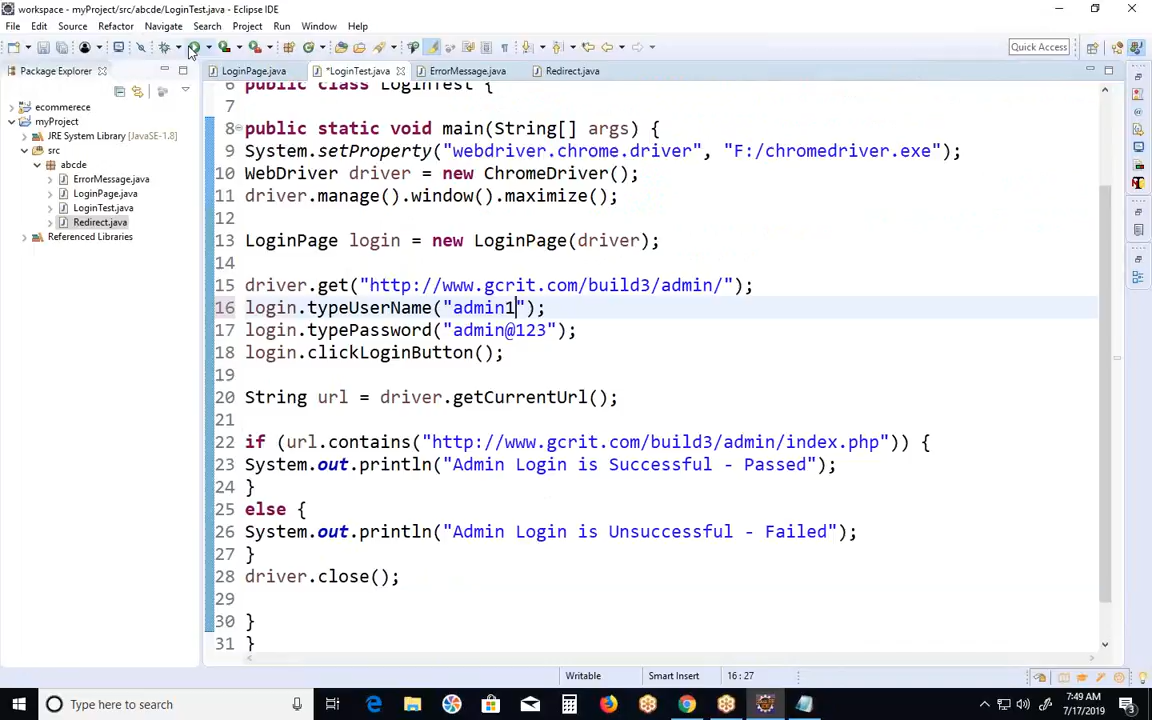 workspace - myProject/src/abcde/LoginTest.java - Eclipse IDE
File Edit Source Refactor Navigate Search Project Run Window Help
Quick Access
Package Explorer
LoginPage.java *LoginTest.java ErrorMessage.java Redirect.java
ecommerece
myProject
JRE System Library [JavaSE-1.8]
src
abcde
ErrorMessage.java
LoginPage.java
LoginTest.java
Redirect.java
Referenced Libraries
6 public class LoginTest {
7
8 public static void main(String[] args) {
9 System.setProperty("webdriver.chrome.driver", "F:/chromedriver.exe");
10 WebDriver driver = new ChromeDriver();
11 driver.manage().window().maximize();
12
13 LoginPage login = new LoginPage(driver);
14
15 driver.get("http://www.gcrit.com/build3/admin/");
16 login.typeUserName("admin1");
17 login.typePassword("admin@123");
18 login.clickLoginButton();
19
20 String url = driver.getCurrentUrl();
21
22 if (url.contains("http://www.gcrit.com/build3/admin/index.php")) {
23 System.out.println("Admin Login is Successful - Passed");
24 }
25 else {
26 System.out.println("Admin Login is Unsuccessful - Failed");
27 }
28 driver.close();
29
30 }
31 }
Writable Smart Insert 16 : 27
Type here to search
7:49 AM
7/17/2019
3